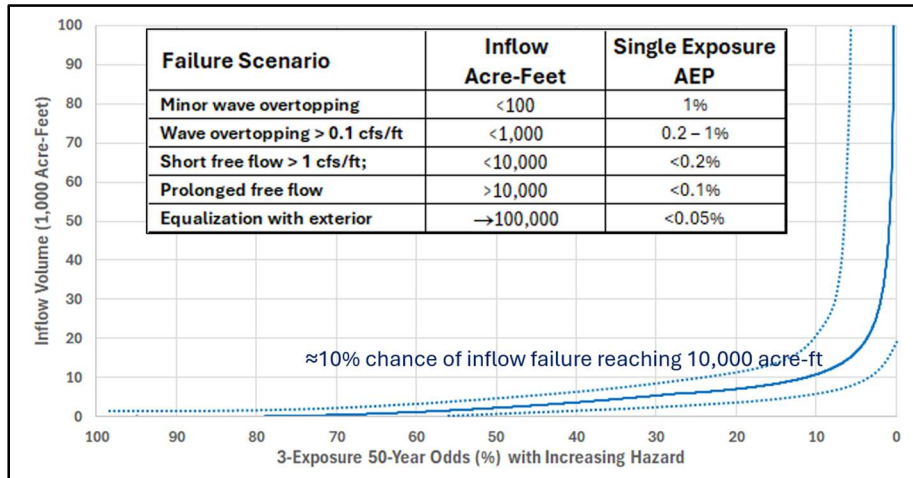 100
90
80
70
60
50
40
30
20
10
0
Inflow Volume (1,000 Acre-Feet)
Failure Scenario Inflow Acre-Feet Single Exposure AEP
Minor wave overtopping <100 1%
Wave overtopping > 0.1 cfs/ft <1,000 0.2 – 1%
Short free flow > 1 cfs/ft; <10,000 <0.2%
Prolonged free flow >10,000 <0.1%
Equalization with exterior →100,000 <0.05%
≈10% chance of inflow failure reaching 10,000 acre-ft
100 90 80 70 60 50 40 30 20 10 0
3-Exposure 50-Year Odds (%) with Increasing Hazard